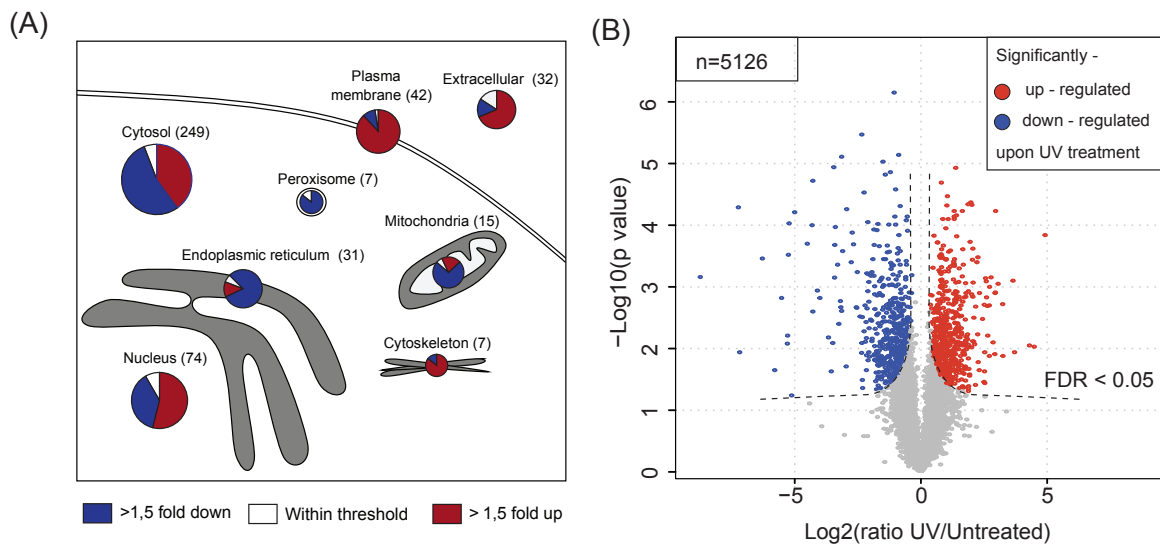 (A)
Plasma
membrane (42)
Extracellular (32)
Cytosol (249)
Peroxisome (7)
Mitochondria (15)
Endoplasmic reticulum (31)
Cytoskeleton (7)
Nucleus (74)
>1,5 fold down
Within threshold
> 1,5 fold up
(B)
n=5126
Significantly -
up - regulated
down - regulated
upon UV treatment
FDR < 0.05
−Log10(p value)
6
5
4
3
2
1
0
−5
0
5
Log2(ratio UV/Untreated)